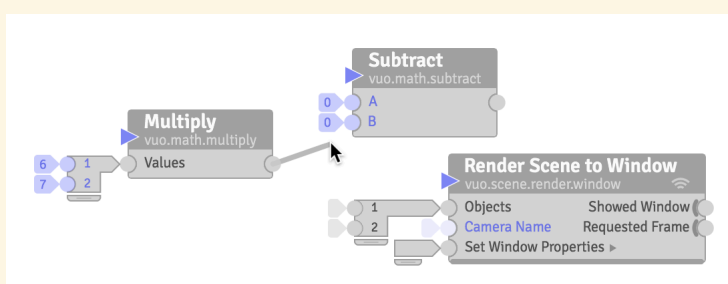 Subtract
vuo.math.subtract
0 A
0 B
Multiply
vuo.math.multiply
Values
6 1
7 2
Render Scene to Window
vuo.scene.render.window
1 Objects Showed Window
2 Camera Name Requested Frame
Set Window Properties ▸